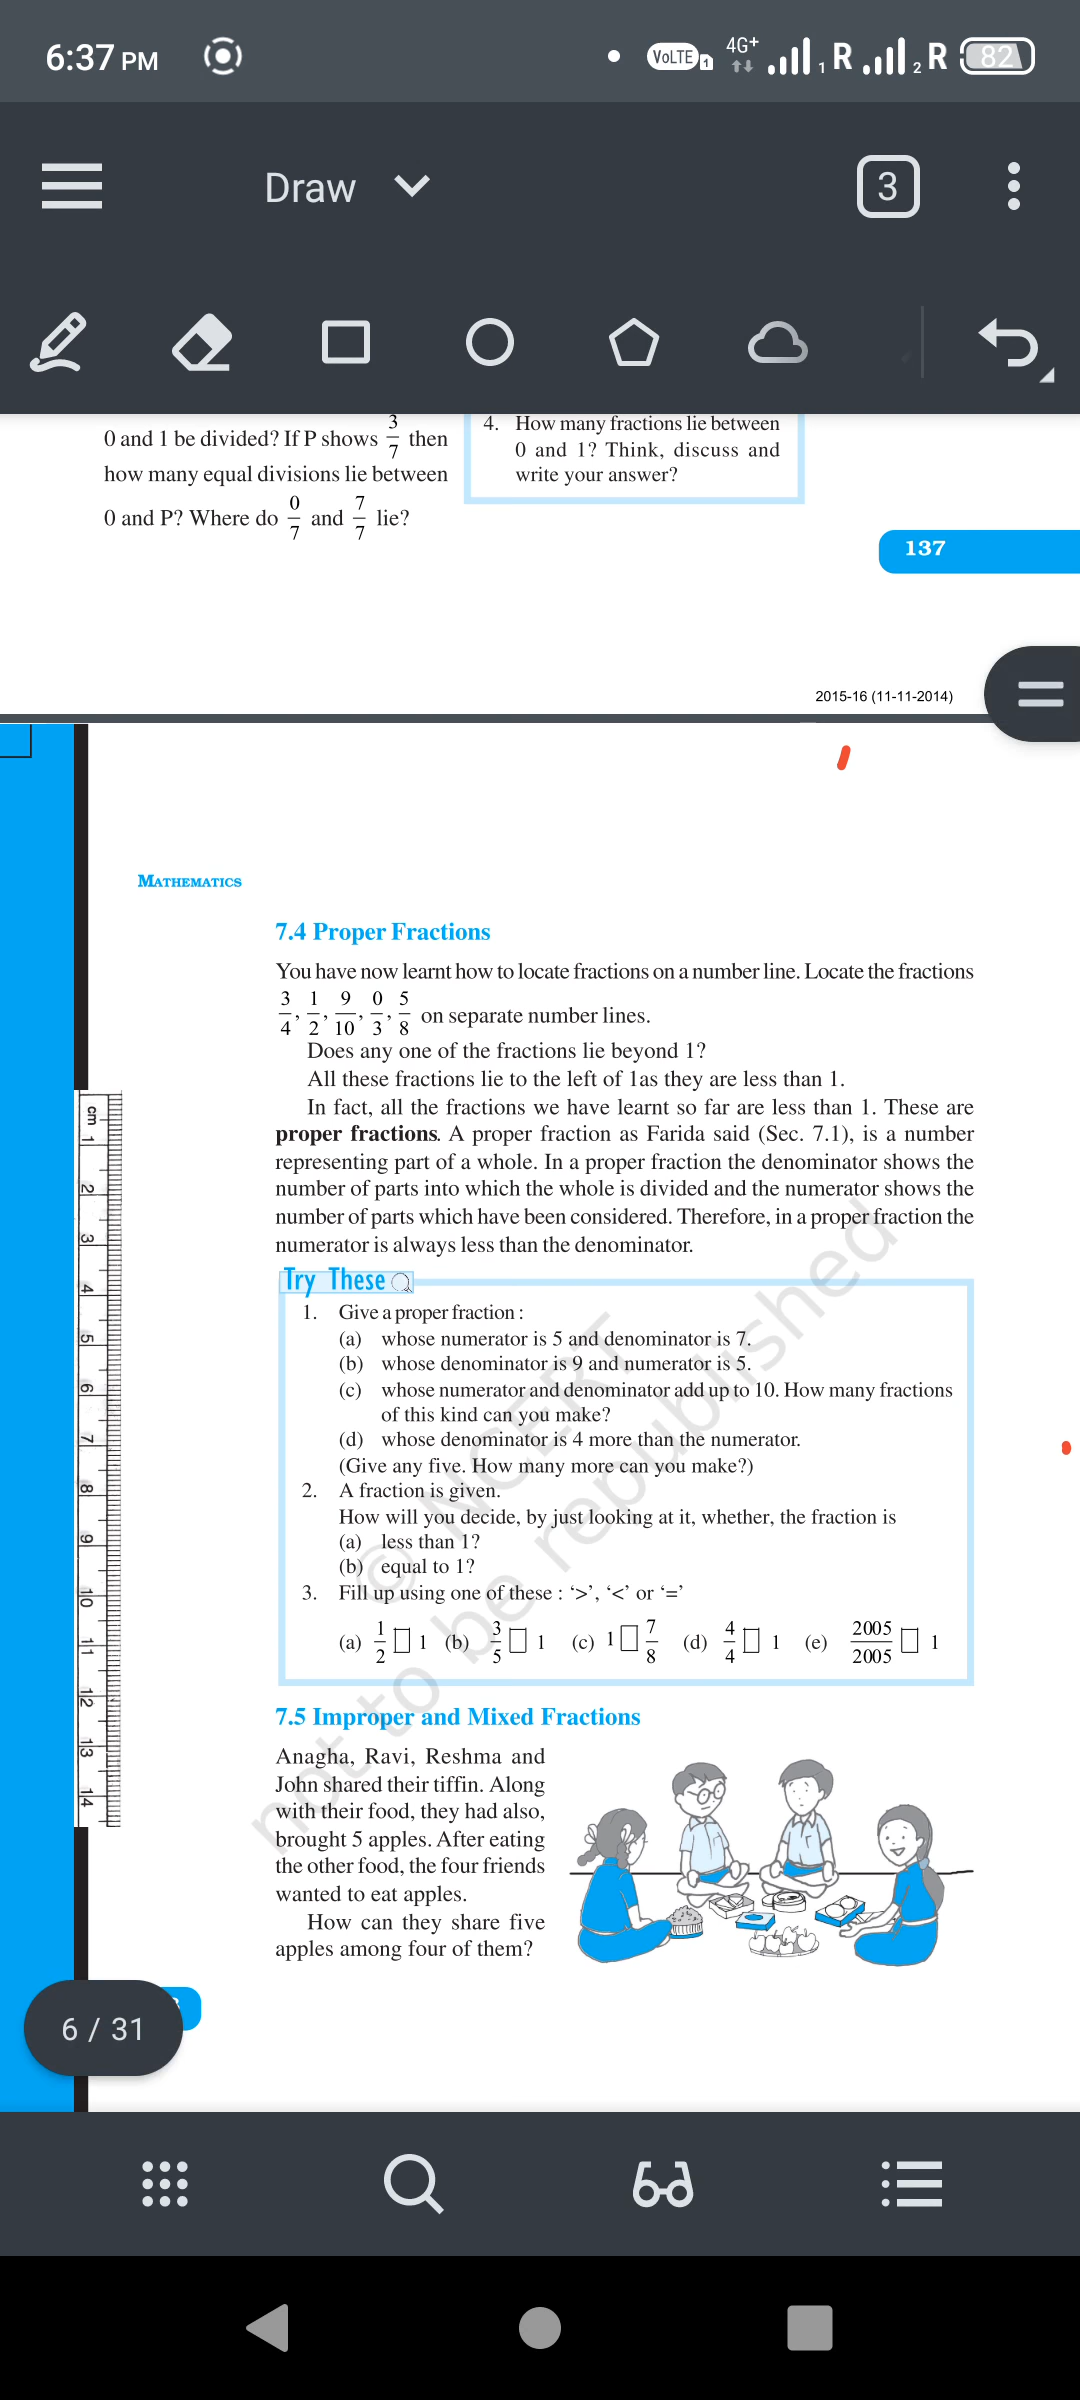 6:37 PM VoLTE 1 4G+ 1 R 2 R 82
Draw 3
0 and 1 be divided? If P shows 3/7 then
how many equal divisions lie between
0 and P? Where do 0/7 and 7/7 lie?
4. How many fractions lie between
0 and 1? Think, discuss and
write your answer?
137
2015-16 (11-11-2014)
MATHEMATICS
7.4 Proper Fractions
You have now learnt how to locate fractions on a number line. Locate the fractions
3/4, 1/2, 9/10, 0/3, 5/8 on separate number lines.
Does any one of the fractions lie beyond 1?
All these fractions lie to the left of 1as they are less than 1.
In fact, all the fractions we have learnt so far are less than 1. These are
proper fractions. A proper fraction as Farida said (Sec. 7.1), is a number
representing part of a whole. In a proper fraction the denominator shows the
number of parts into which the whole is divided and the numerator shows the
number of parts which have been considered. Therefore, in a proper fraction the
numerator is always less than the denominator.
Try These
1. Give a proper fraction :
(a) whose numerator is 5 and denominator is 7.
(b) whose denominator is 9 and numerator is 5.
(c) whose numerator and denominator add up to 10. How many fractions
of this kind can you make?
(d) whose denominator is 4 more than the numerator.
(Give any five. How many more can you make?)
2. A fraction is given.
How will you decide, by just looking at it, whether, the fraction is
(a) less than 1?
(b) equal to 1?
3. Fill up using one of these : ‘>’, ‘<’ or ‘=’
(a) 1/2 □ 1 (b) 3/5 □ 1 (c) 1 □ 7/8 (d) 4/4 □ 1 (e) 2005/2005 □ 1
7.5 Improper and Mixed Fractions
Anagha, Ravi, Reshma and
John shared their tiffin. Along
with their food, they had also,
brought 5 apples. After eating
the other food, the four friends
wanted to eat apples.
How can they share five
apples among four of them?
cm 1 2 3 4 5 6 7 8 9 10 11 12 13 14
© NCERT
not to be republished
6 / 31